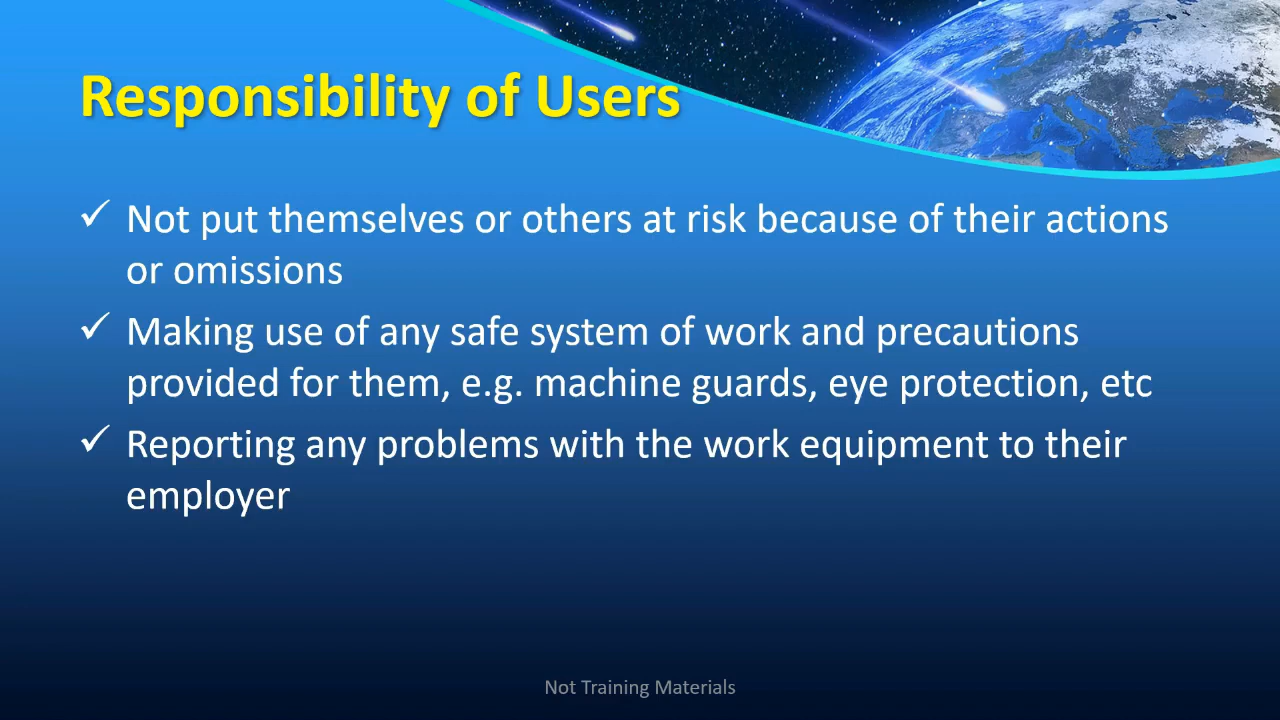 Responsibility of Users
✓ Not put themselves or others at risk because of their actions
or omissions
✓ Making use of any safe system of work and precautions
provided for them, e.g. machine guards, eye protection, etc
✓ Reporting any problems with the work equipment to their
employer
Not Training Materials